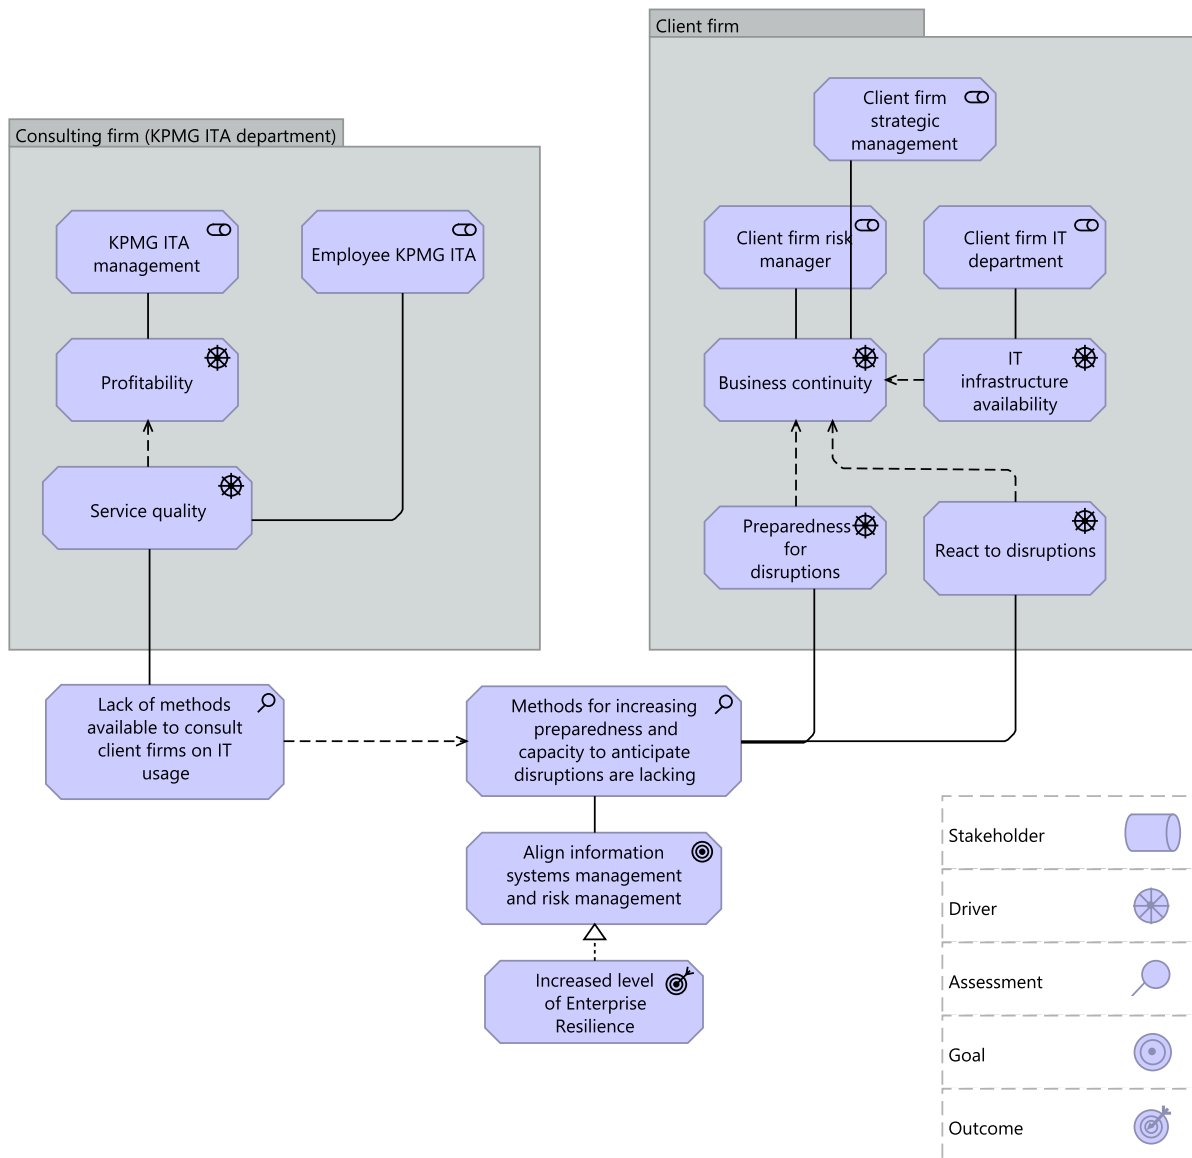 Client firm
Client firm
strategic
management
Consulting firm (KPMG ITA department)
KPMG ITA
management
Employee KPMG ITA
Client firm risk
manager
Client firm IT
department
Profitability
Business continuity
IT
infrastructure
availability
Service quality
Preparedness
for
disruptions
React to disruptions
Lack of methods
available to consult
client firms on IT
usage
Methods for increasing
preparedness and
capacity to anticipate
disruptions are lacking
Align information
systems management
and risk management
Increased level
of Enterprise
Resilience
Stakeholder
Driver
Assessment
Goal
Outcome